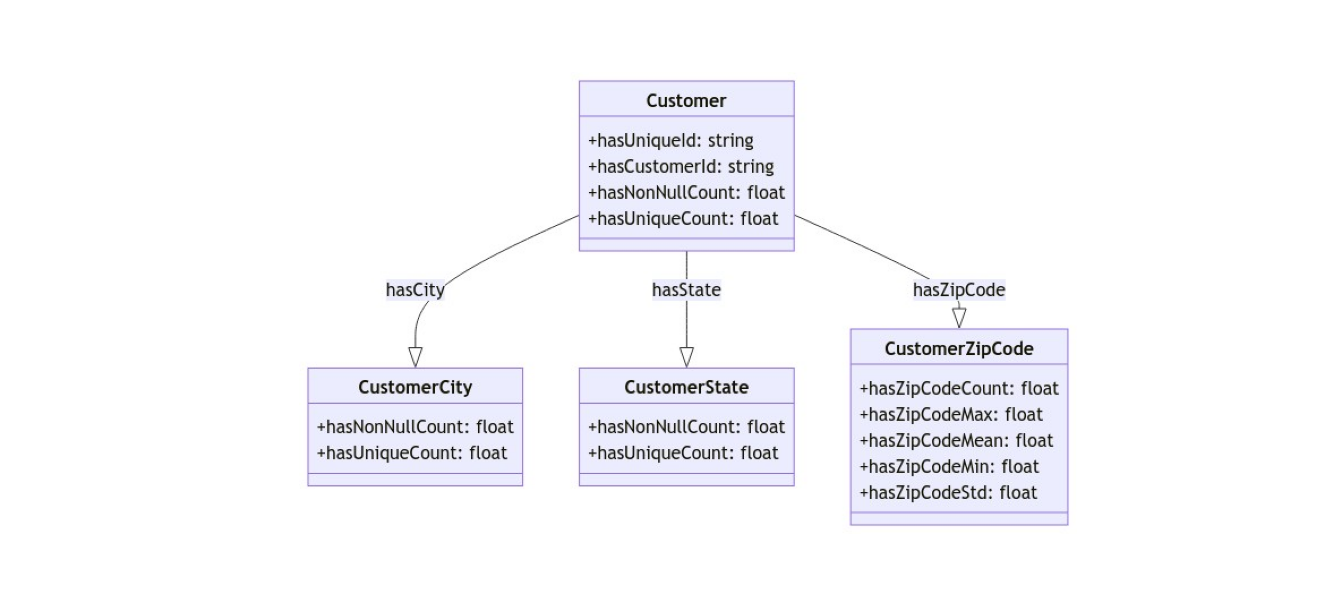 Customer
+hasUniqueId: string
+hasCustomerId: string
+hasNonNullCount: float
+hasUniqueCount: float
hasCity
hasState
hasZipCode
CustomerCity
+hasNonNullCount: float
+hasUniqueCount: float
CustomerState
+hasNonNullCount: float
+hasUniqueCount: float
CustomerZipCode
+hasZipCodeCount: float
+hasZipCodeMax: float
+hasZipCodeMean: float
+hasZipCodeMin: float
+hasZipCodeStd: float